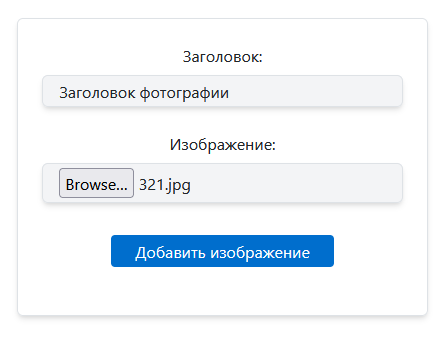 Заголовок:
Заголовок фотографии
Изображение:
Browse... 321.jpg
Добавить изображение